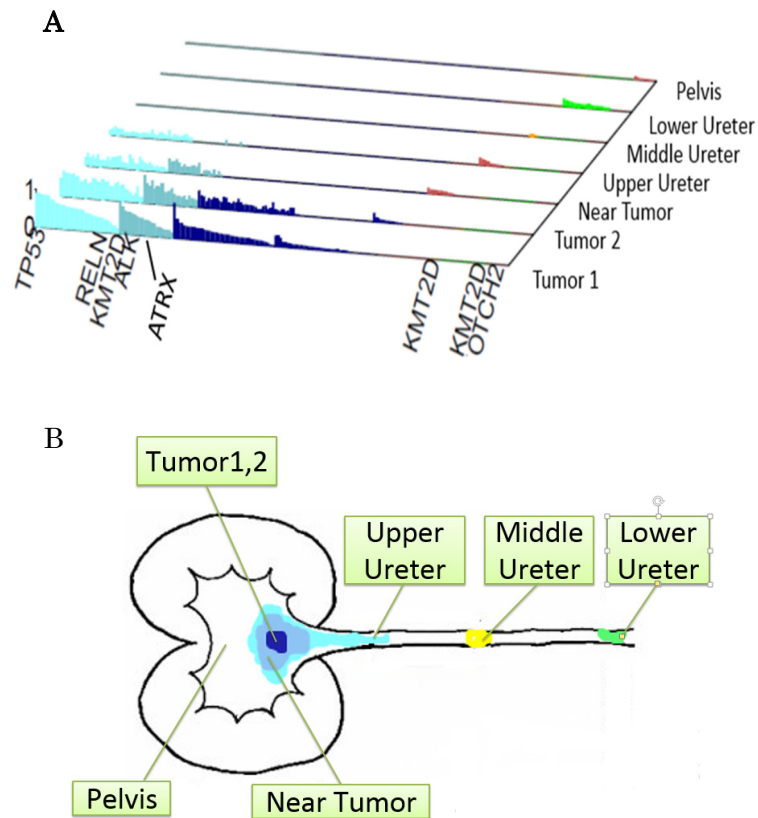 A
Pelvis
Lower Ureter
Middle Ureter
Upper Ureter
Near Tumor
Tumor 2
Tumor 1
1
0
TP53
RELN
KMT2D
ALK
ATRX
KMT2D
KMT2D
OTCH2
B
Tumor1,2
Upper
Ureter
Middle
Ureter
Lower
Ureter
Pelvis
Near Tumor